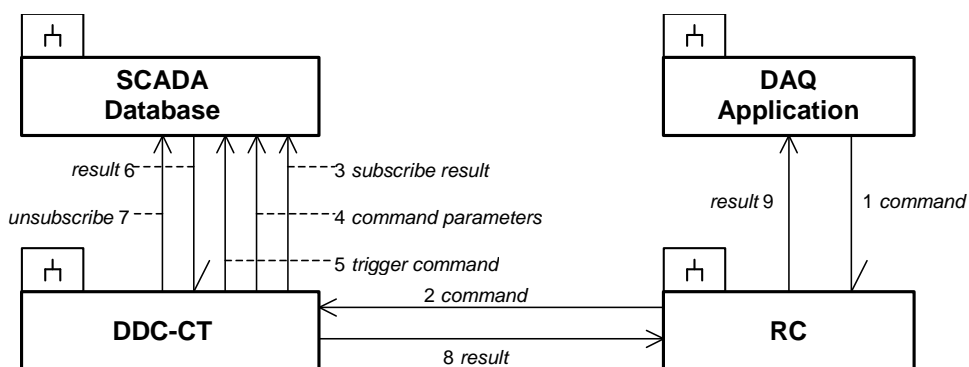 SCADA
Database
DAQ
Application
result 6
3 subscribe result
unsubscribe 7
4 command parameters
result 9
1 command
5 trigger command
2 command
DDC-CT
RC
8 result